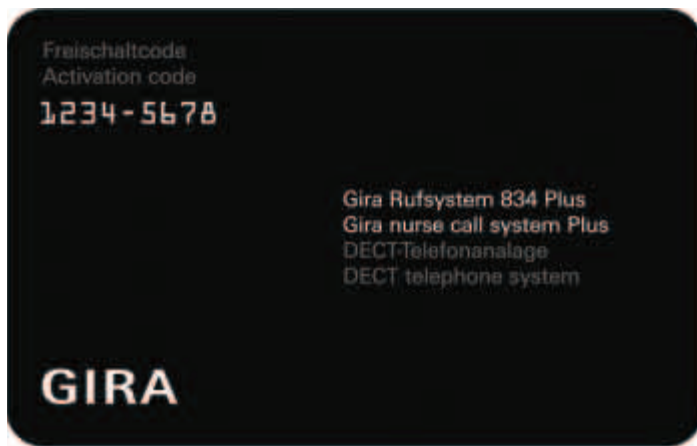 Freischaltcode
Activation code
1234-5678
Gira Rufsystem 834 Plus
Gira nurse call system Plus
DECT-Telefonanalage
DECT telephone system
GIRA